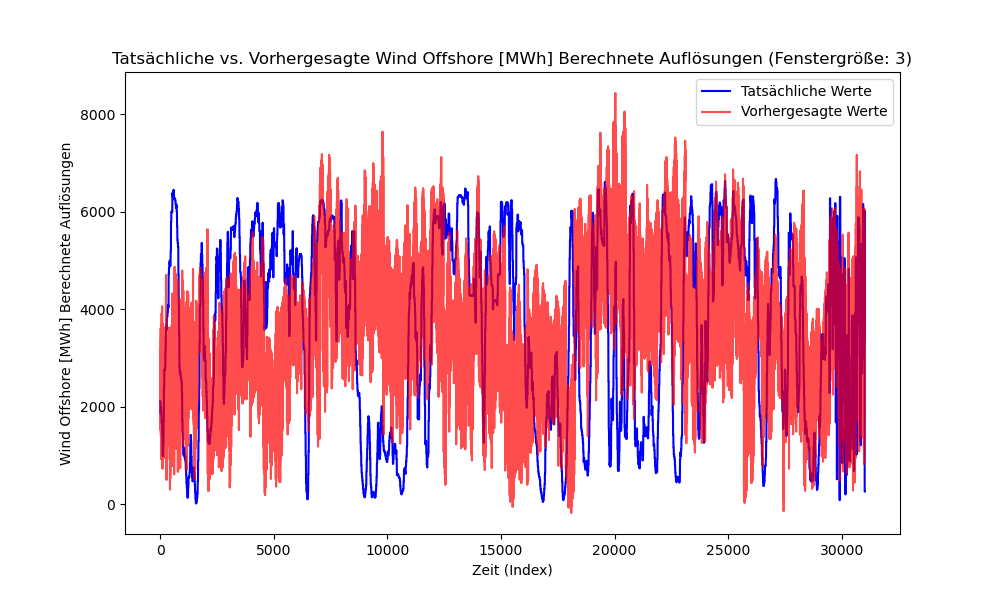 Tatsächliche vs. Vorhergesagte Wind Offshore [MWh] Berechnete Auflösungen (Fenstergröße: 3)
Tatsächliche Werte
Vorhergesagte Werte
Wind Offshore [MWh] Berechnete Auflösungen
8000
6000
4000
2000
0
0 5000 10000 15000 20000 25000 30000
Zeit (Index)